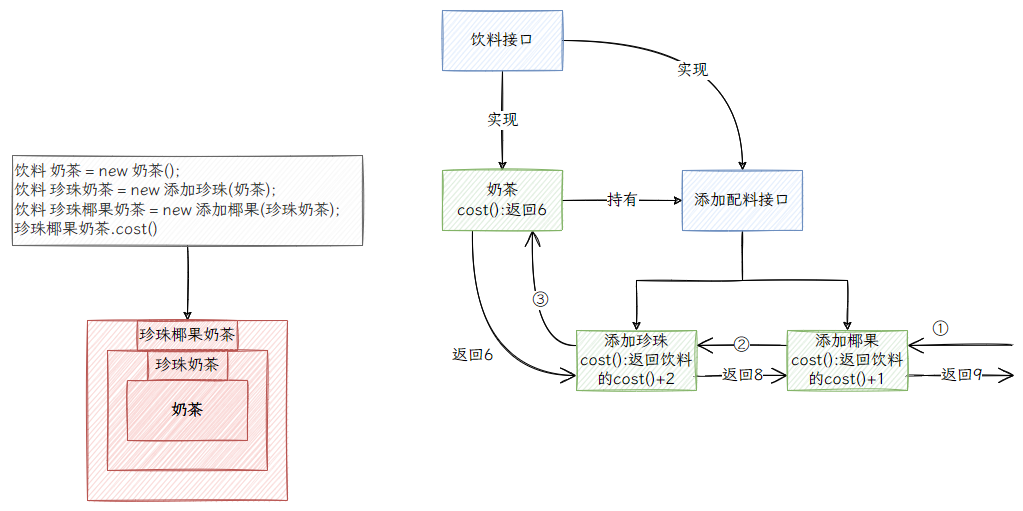 饮料 奶茶 = new 奶茶();
饮料 珍珠奶茶 = new 添加珍珠(奶茶);
饮料 珍珠椰果奶茶 = new 添加椰果(珍珠奶茶);
珍珠椰果奶茶.cost()
珍珠椰果奶茶
珍珠奶茶
奶茶
饮料接口
实现
实现
奶茶
cost():返回6
持有
添加配料接口
③
②
①
返回6
添加珍珠
cost():返回饮料
的cost()+2
返回8
添加椰果
cost():返回饮料
的cost()+1
返回9